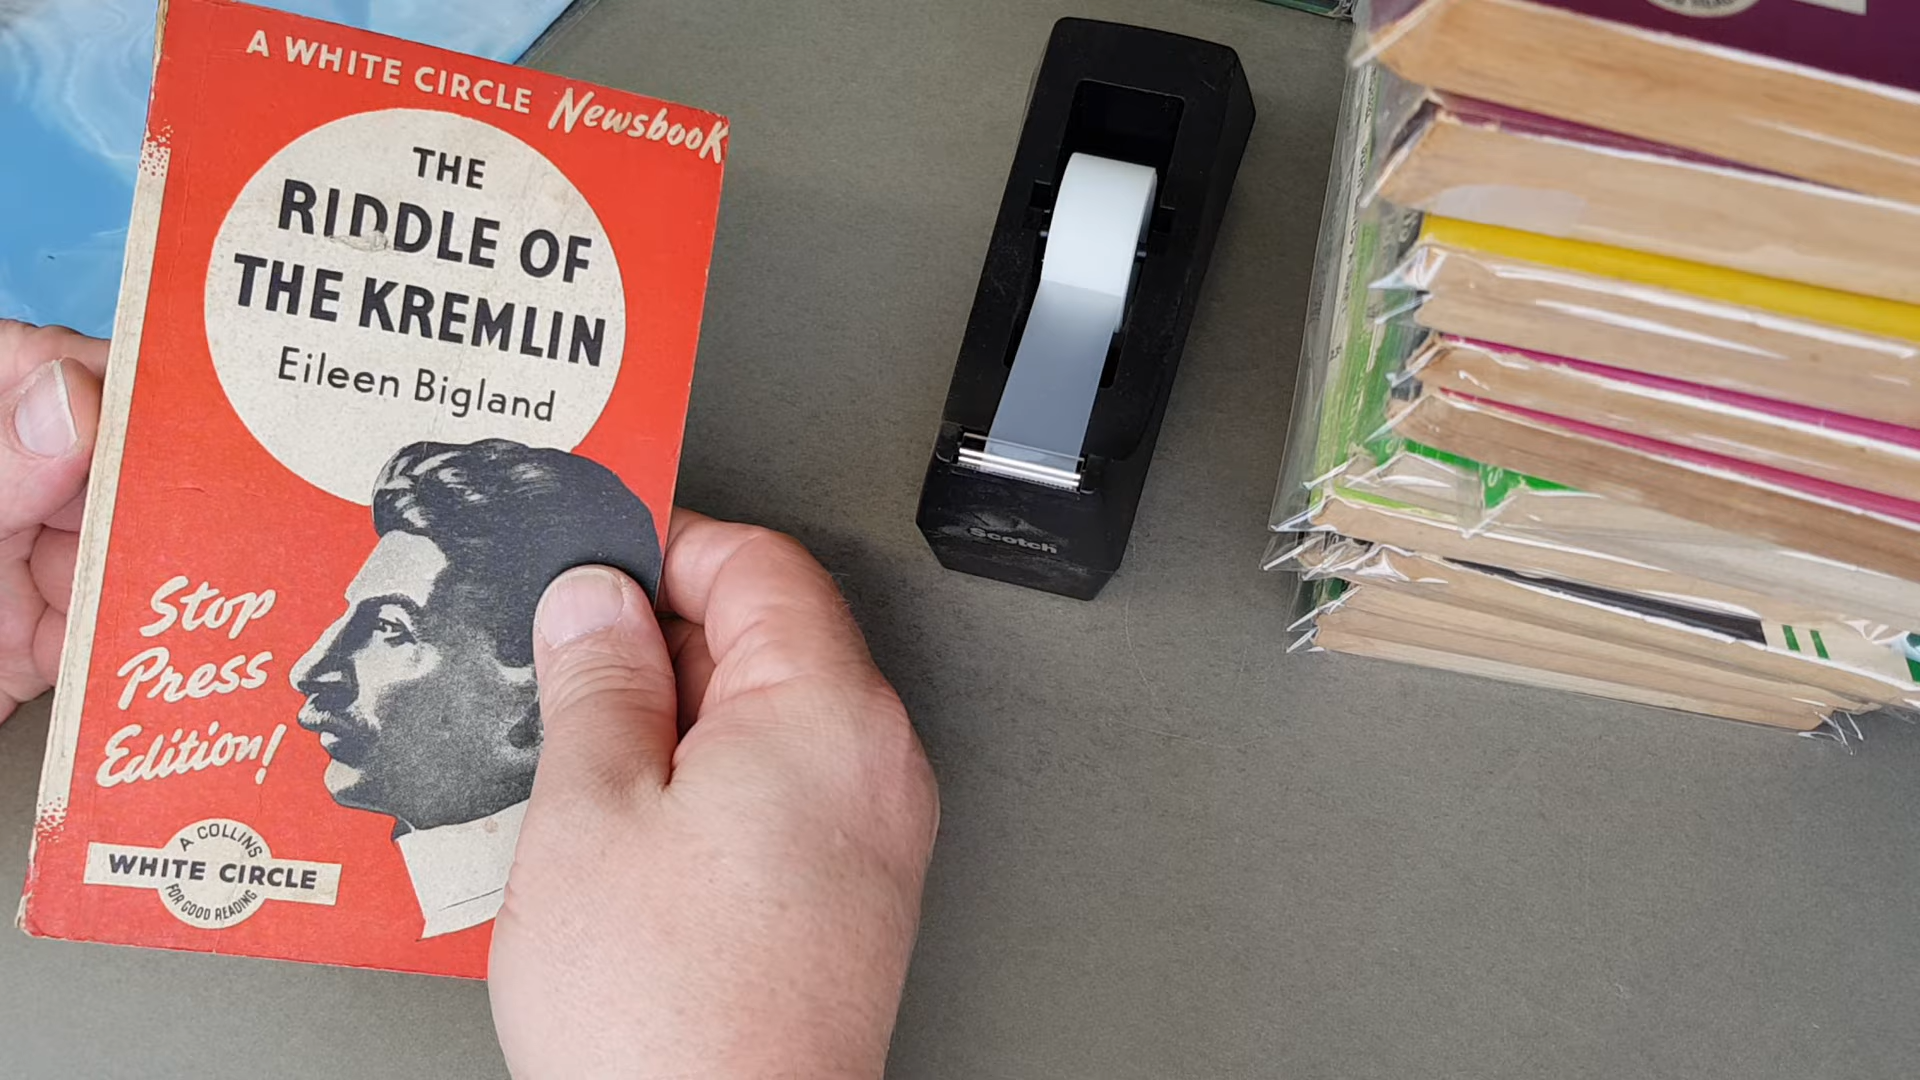 A WHITE CIRCLE Newsbook
THE
RIDDLE OF
THE KREMLIN
Eileen Bigland
Stop
Press
Edition!
A COLLINS
WHITE CIRCLE
FOR GOOD READING
Scotch